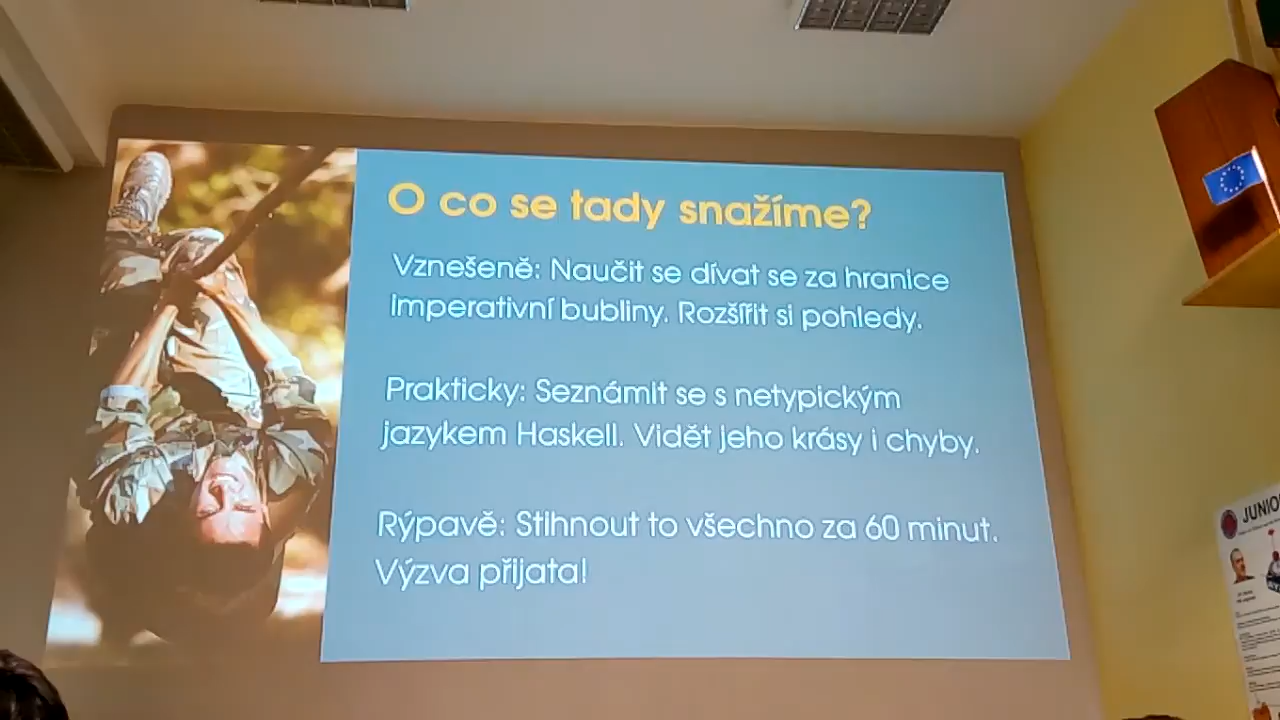 O co se tady snažíme?
Vznešeně: Naučit se dívat se za hranice
imperativní bubliny. Rozšířit si pohledy.
Prakticky: Seznámit se s netypickým
jazykem Haskell. Vidět jeho krásy i chyby.
Rýpavě: Stihnout to všechno za 60 minut.
Výzva přijata!
JUNIO